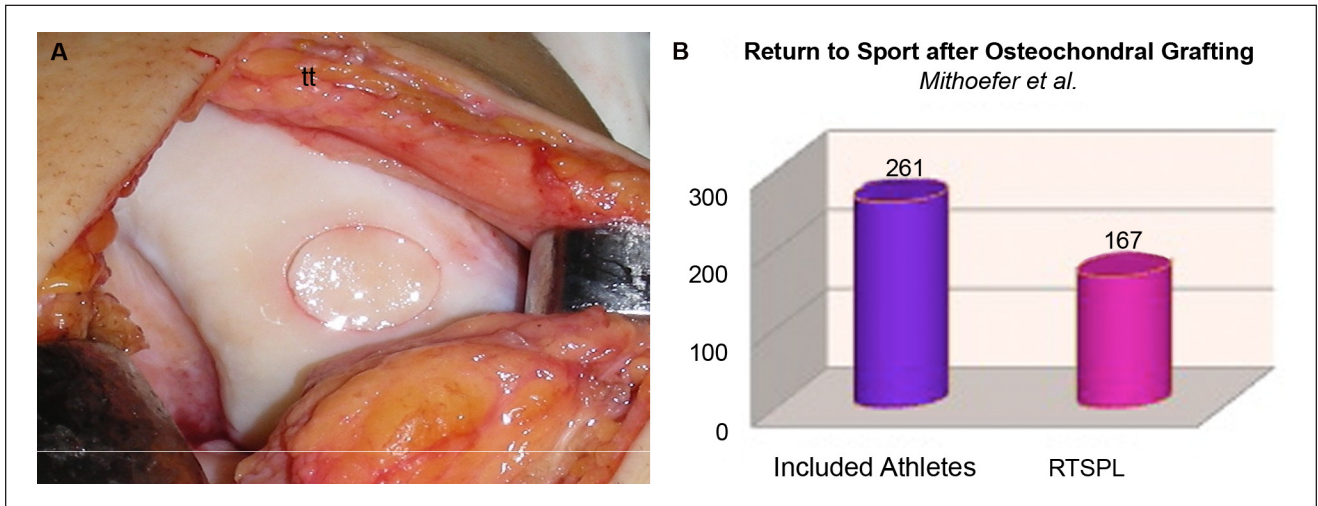 A
tt
B
Return to Sport after Osteochondral Grafting
Mithoefer et al.
261
167
300
200
100
0
Included Athletes
RTSPL